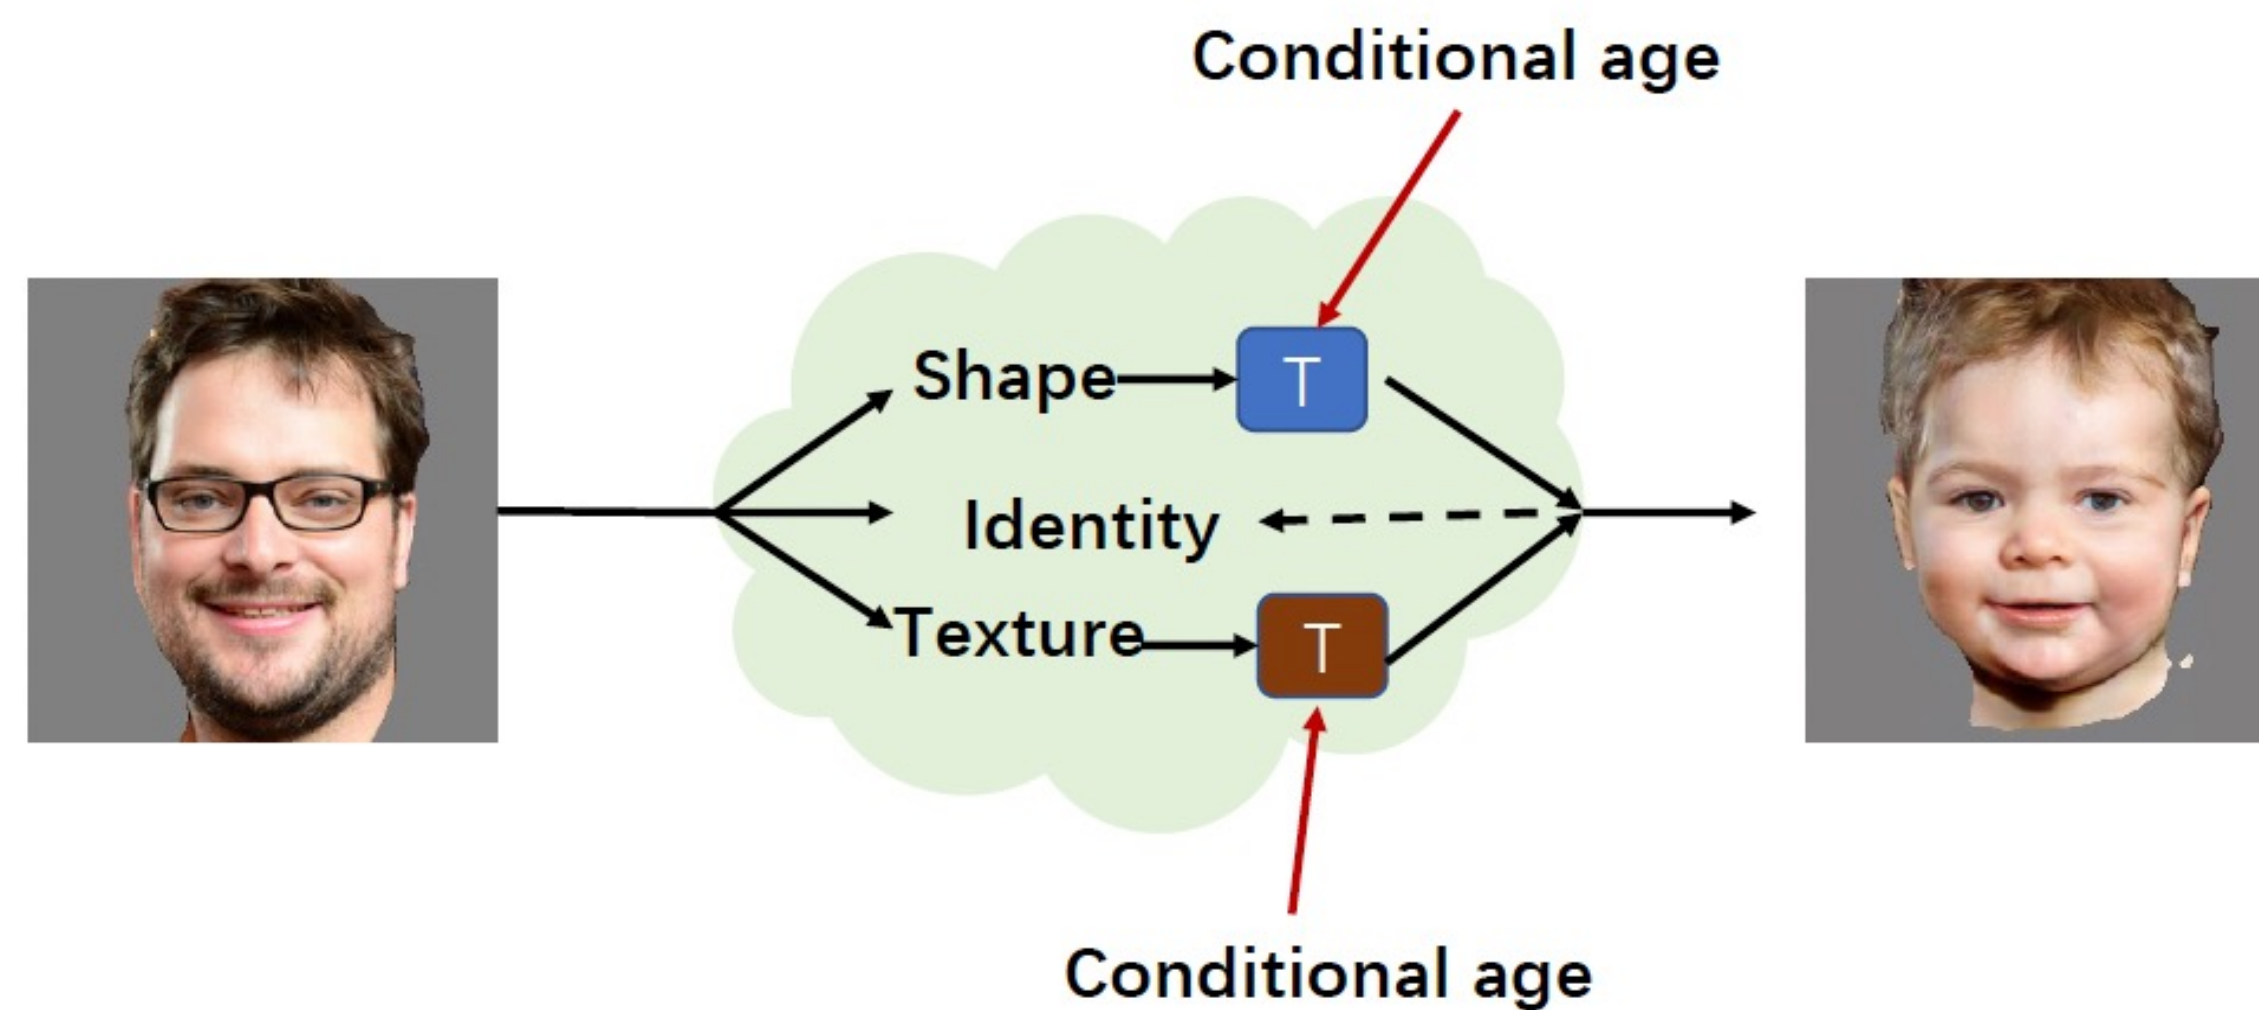 Conditional age
Shape
T
Identity
Texture
T
Conditional age